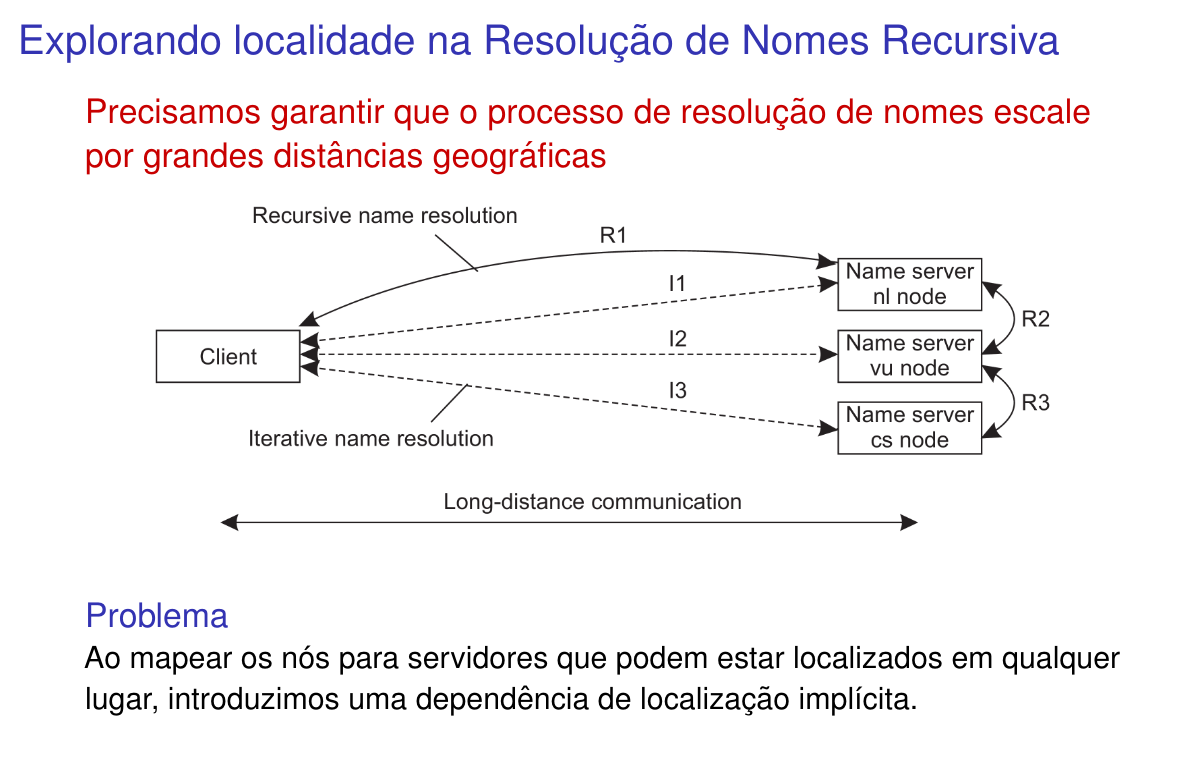 Explorando localidade na Resolução de Nomes Recursiva
Precisamos garantir que o processo de resolução de nomes escale
por grandes distâncias geográficas
Recursive name resolution
R1
Name server
nl node
I1
R2
I2
Name server
vu node
Client
I3
R3
Name server
cs node
Iterative name resolution
Long-distance communication
Problema
Ao mapear os nós para servidores que podem estar localizados em qualquer
lugar, introduzimos uma dependência de localização implícita.